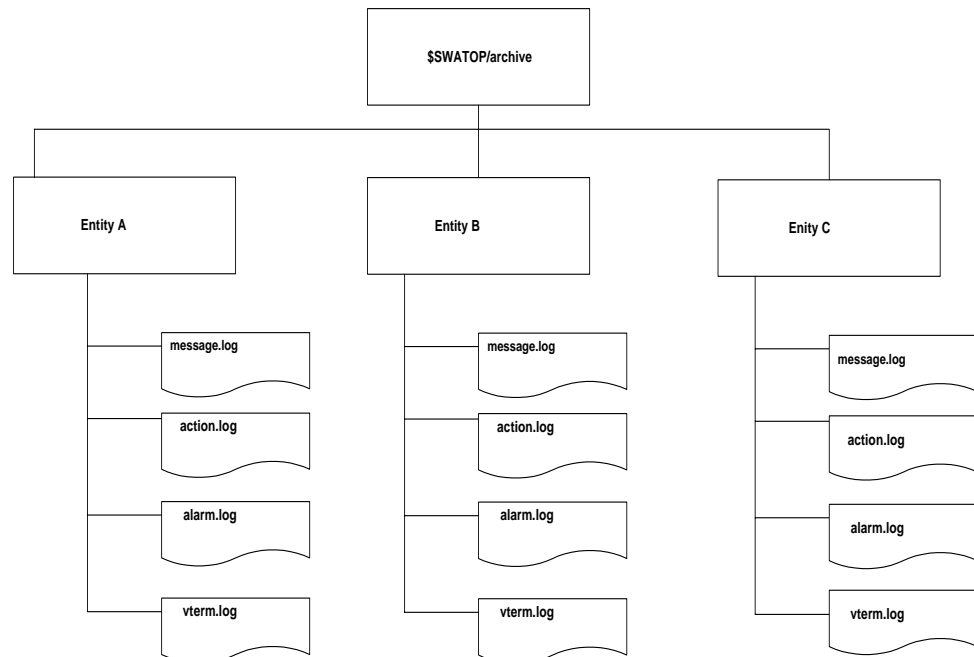 $SWATOP/archive
Entity A
Entity B
Enity C
message.log
message.log
message.log
action.log
action.log
action.log
alarm.log
alarm.log
alarm.log
vterm.log
vterm.log
vterm.log